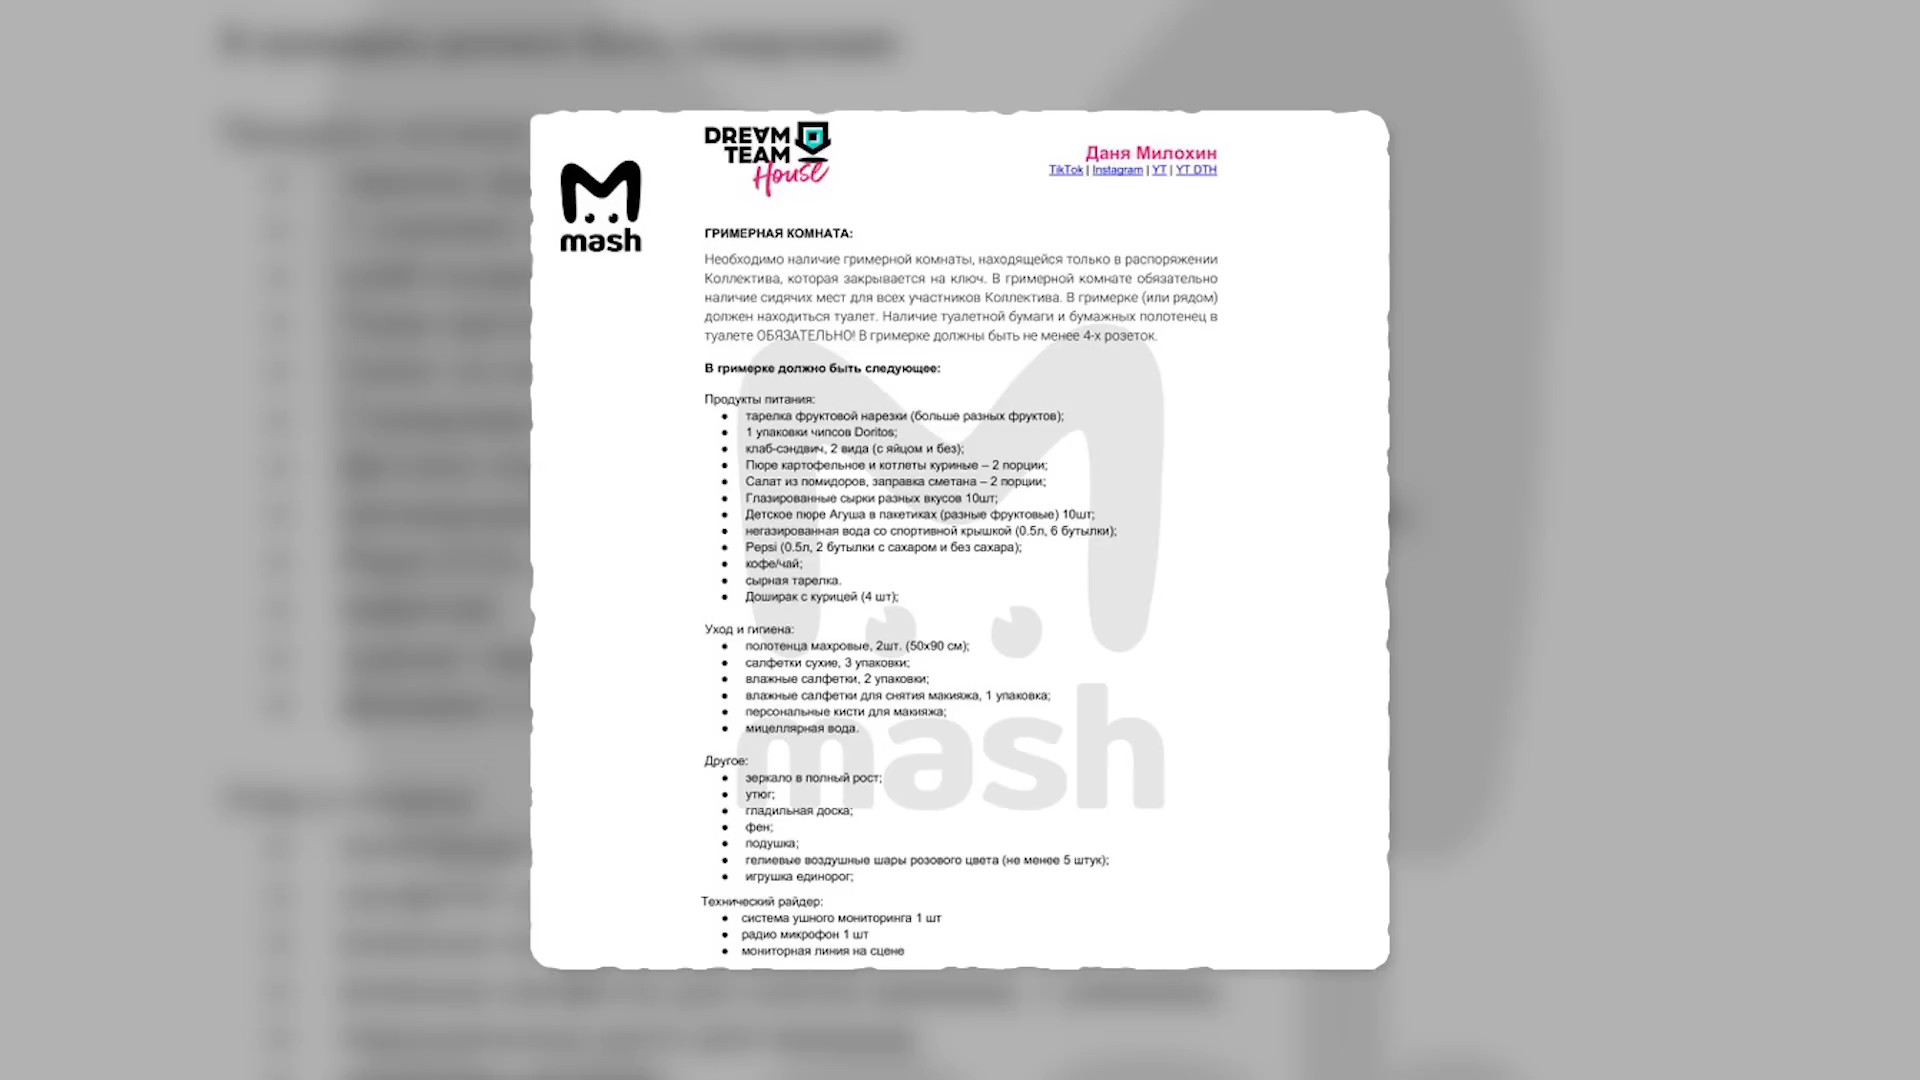 DREAM
TEAM
House
mash
Даня Милохин
TikTok | Instagram | YT | YT DTH
ГРИМЕРНАЯ КОМНАТА:
Необходимо наличие гримерной комнаты, находящейся только в распоряжении
Коллектива, которая закрывается на ключ. В гримерной комнате обязательно
наличие сидячих мест для всех участников Коллектива. В гримерке (или рядом)
должен находиться туалет. Наличие туалетной бумаги и бумажных полотенец в
туалете ОБЯЗАТЕЛЬНО! В гримерке должны быть не менее 4-х розеток.
В гримерке должно быть следующее:
Продукты питания:
• тарелка фруктовой нарезки (больше разных фруктов);
• 1 упаковки чипсов Doritos;
• клаб-сэндвич, 2 вида (с яйцом и без);
• Пюре картофельное и котлеты куриные – 2 порции;
• Салат из помидоров, заправка сметана – 2 порции;
• Глазированные сырки разных вкусов 10шт;
• Детское пюре Агуша в пакетиках (разные фруктовые) 10шт;
• негазированная вода со спортивной крышкой (0.5л, 6 бутылки);
• Pepsi (0.5л, 2 бутылки с сахаром и без сахара);
• кофе/чай;
• сырная тарелка.
• Доширак с курицей (4 шт);
Уход и гигиена:
• полотенца махровые, 2шт. (50х90 см);
• салфетки сухие, 3 упаковки;
• влажные салфетки, 2 упаковки;
• влажные салфетки для снятия макияжа, 1 упаковка;
• персональные кисти для макияжа;
• мицеллярная вода.
mash
Другое:
• зеркало в полный рост;
• утюг;
• гладильная доска;
• фен;
• подушка;
• гелиевые воздушные шары розового цвета (не менее 5 штук);
• игрушка единорог;
Технический райдер:
• система ушного мониторинга 1 шт
• радио микрофон 1 шт
• мониторная линия на сцене